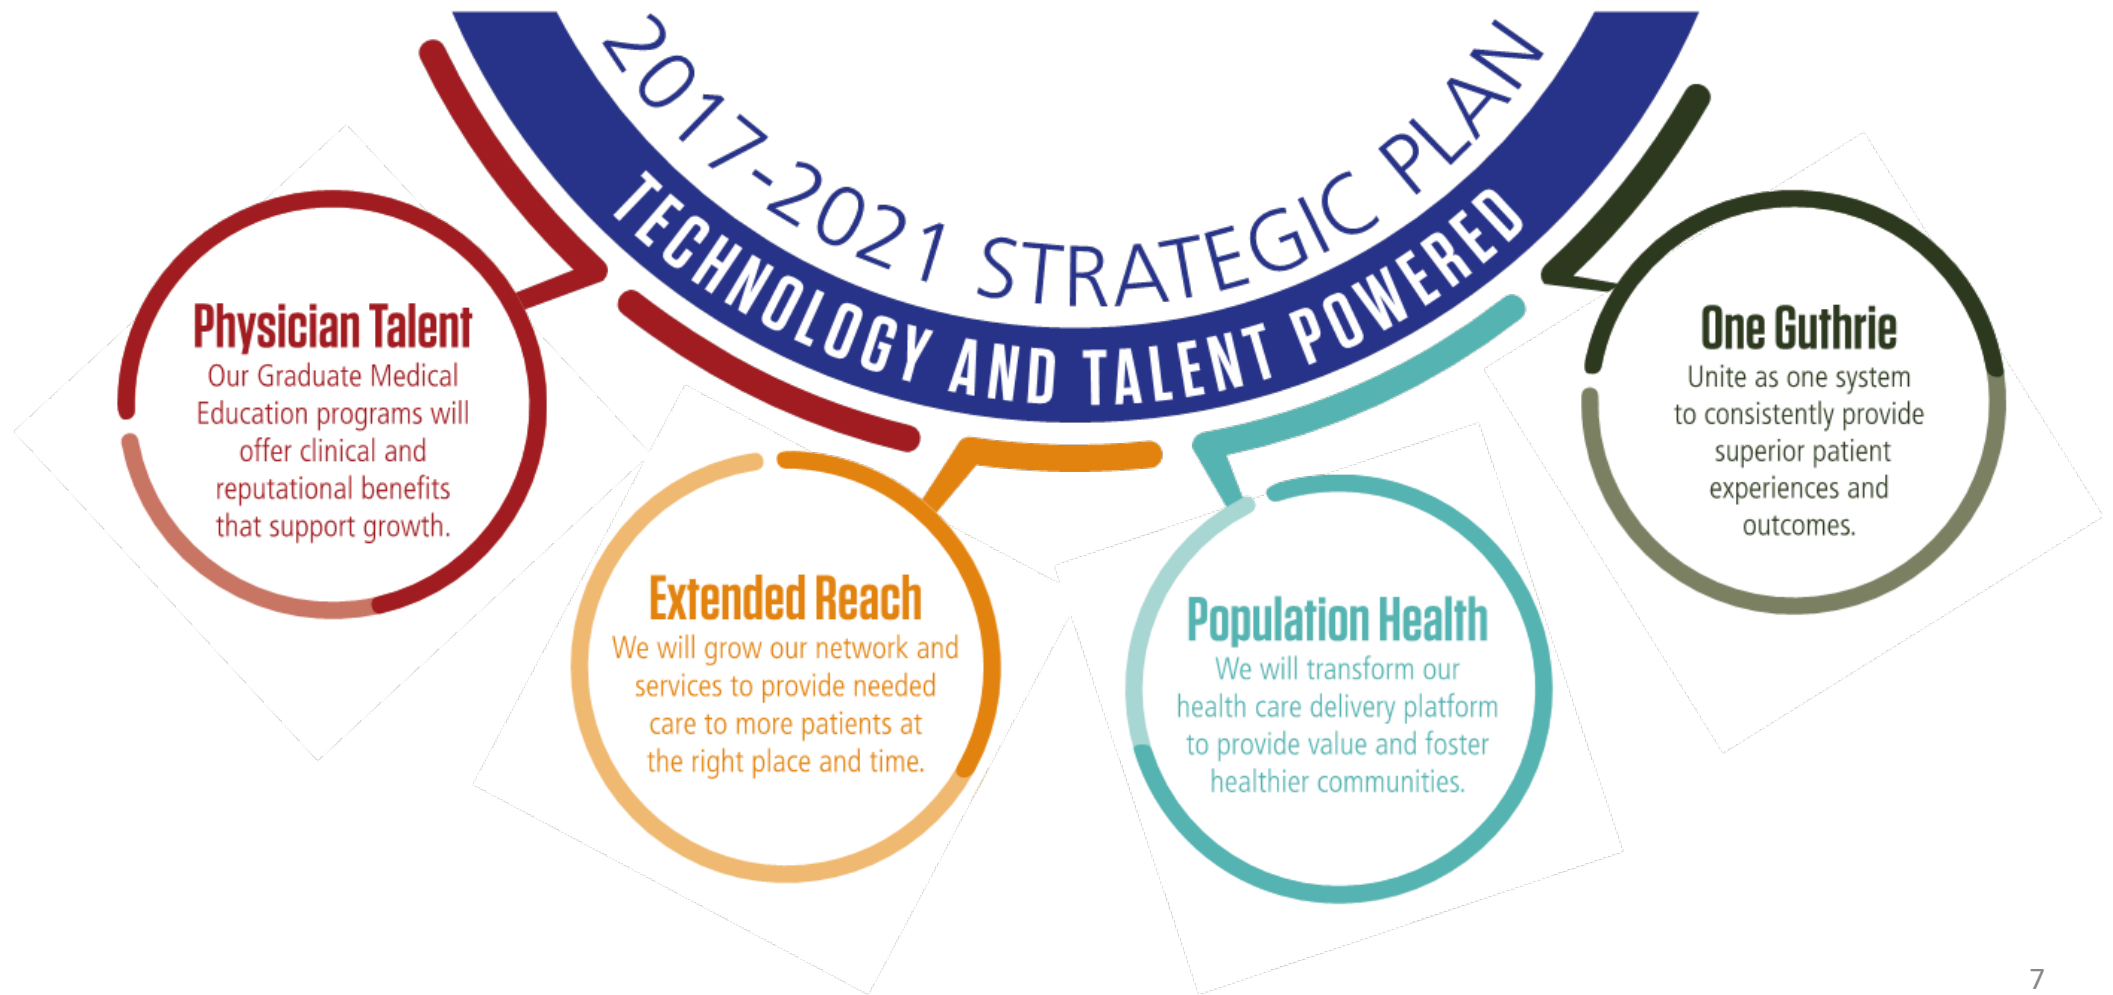 2017-2021 STRATEGIC PLAN
TECHNOLOGY AND TALENT POWERED
Physician Talent
Our Graduate Medical
Education programs will
offer clinical and
reputational benefits
that support growth.
Extended Reach
We will grow our network and
services to provide needed
care to more patients at
the right place and time.
Population Health
We will transform our
health care delivery platform
to provide value and foster
healthier communities.
One Guthrie
Unite as one system
to consistently provide
superior patient
experiences and
outcomes.
7